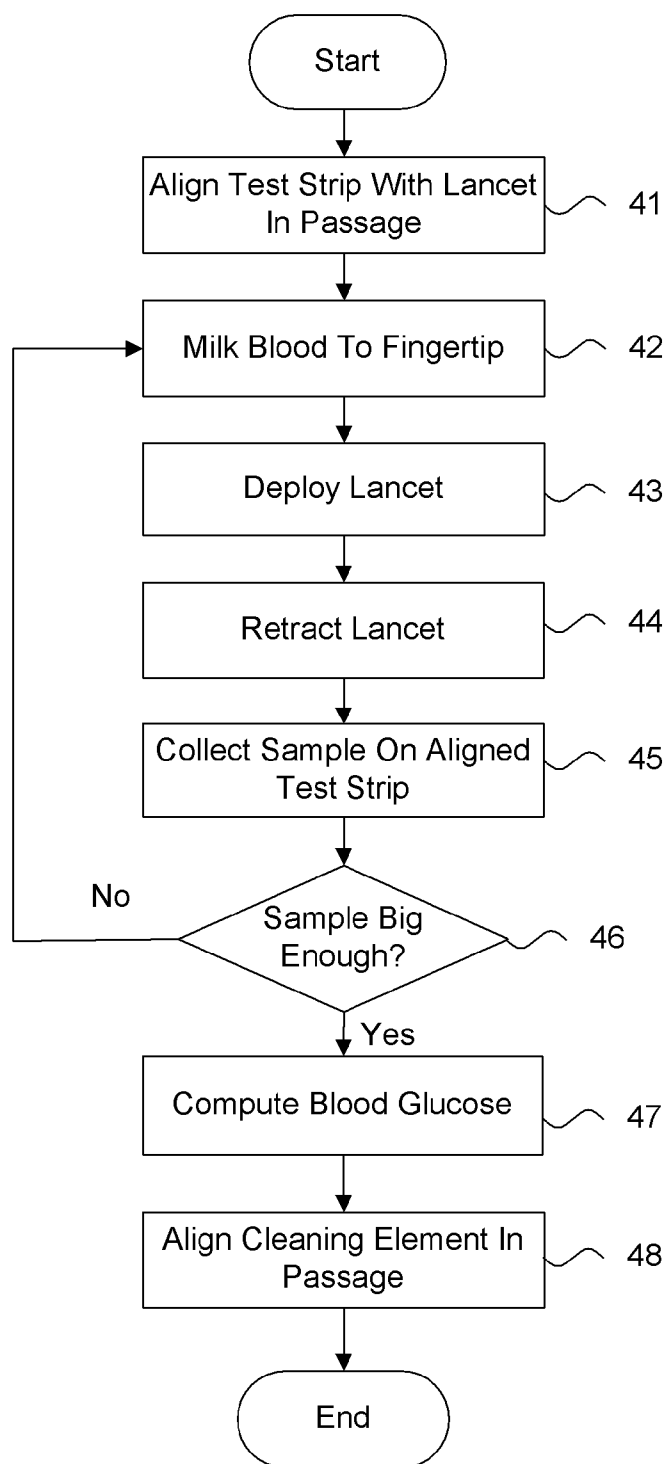 Start
Align Test Strip With Lancet
In Passage
41
Milk Blood To Fingertip
42
Deploy Lancet
43
Retract Lancet
44
Collect Sample On Aligned
Test Strip
45
No
Sample Big
Enough?
46
Yes
Compute Blood Glucose
47
Align Cleaning Element In
Passage
48
End